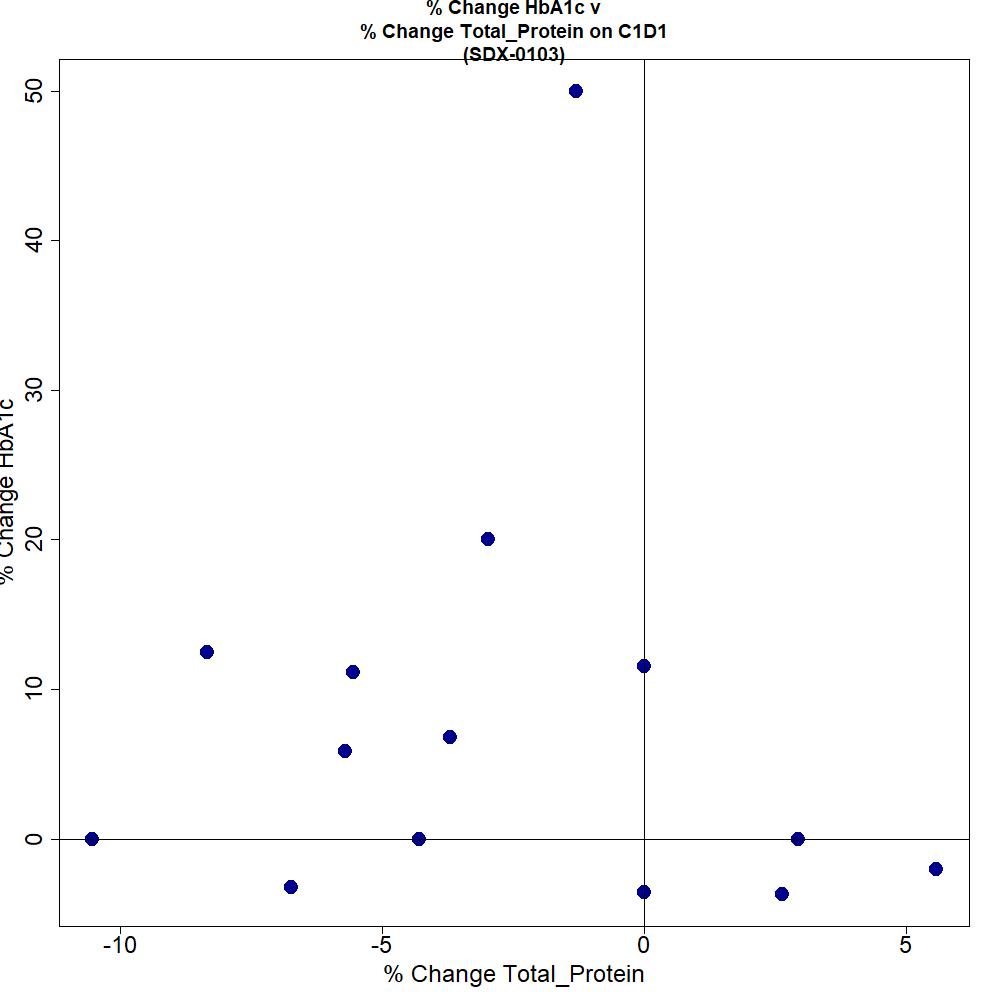 % Change HbA1c v
% Change Total_Protein on C1D1
(SDX-0103)
% Change HbA1c
50
40
30
20
10
0
-10
-5
0
5
% Change Total_Protein